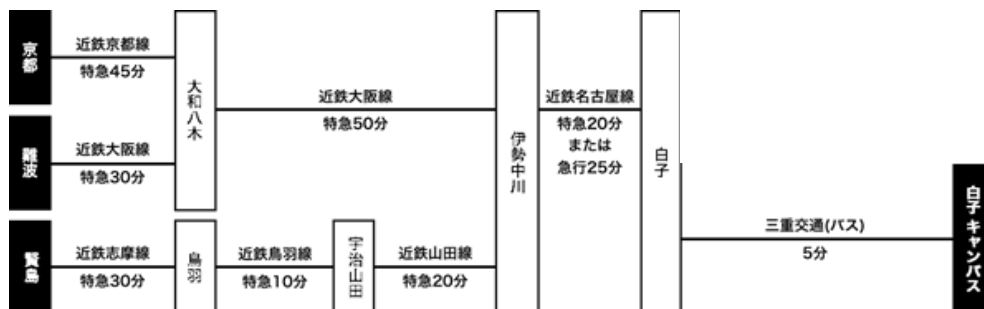 京都
近鉄京都線
特急45分
大和八木
難波
近鉄大阪線
特急30分
近鉄大阪線
特急50分
賢島
近鉄志摩線
特急30分
鳥羽
近鉄鳥羽線
特急10分
宇治山田
近鉄山田線
特急20分
伊勢中川
近鉄名古屋線
特急20分
または
急行25分
白子
三重交通(バス)
5分
白子 キャンパス